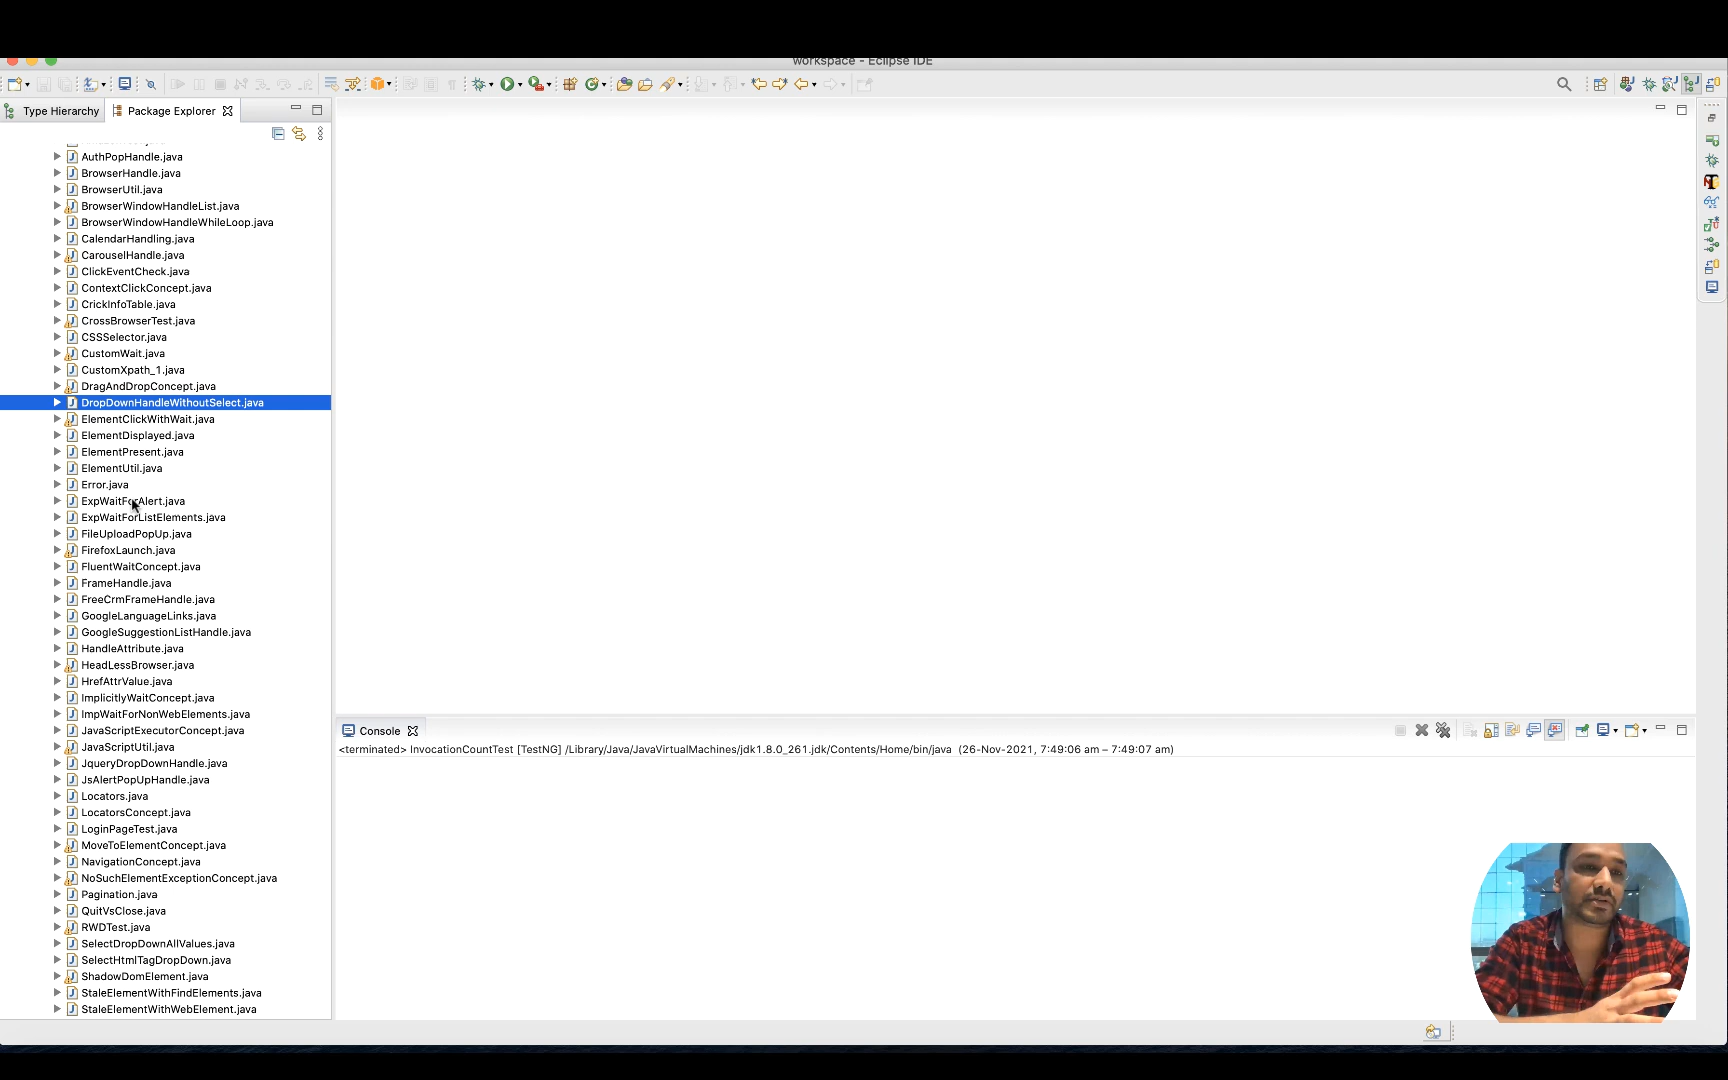 workspace - Eclipse IDE
Type Hierarchy
Package Explorer
AuthPopHandle.java
BrowserHandle.java
BrowserUtil.java
BrowserWindowHandleList.java
BrowserWindowHandleWhileLoop.java
CalendarHandling.java
CarouselHandle.java
ClickEventCheck.java
ContextClickConcept.java
CrickInfoTable.java
CrossBrowserTest.java
CSSSelector.java
CustomWait.java
CustomXpath_1.java
DragAndDropConcept.java
DropDownHandleWithoutSelect.java
ElementClickWithWait.java
ElementDisplayed.java
ElementPresent.java
ElementUtil.java
Error.java
ExpWaitForAlert.java
ExpWaitForListElements.java
FileUploadPopUp.java
FirefoxLaunch.java
FluentWaitConcept.java
FrameHandle.java
FreeCrmFrameHandle.java
GoogleLanguageLinks.java
GoogleSuggestionListHandle.java
HandleAttribute.java
HeadLessBrowser.java
HrefAttrValue.java
ImplicitlyWaitConcept.java
ImpWaitForNonWebElements.java
JavaScriptExecutorConcept.java
JavaScriptUtil.java
JqueryDropDownHandle.java
JsAlertPopUpHandle.java
Locators.java
LocatorsConcept.java
LoginPageTest.java
MoveToElementConcept.java
NavigationConcept.java
NoSuchElementExceptionConcept.java
Pagination.java
QuitVsClose.java
RWDTest.java
SelectDropDownAllValues.java
SelectHtmlTagDropDown.java
ShadowDomElement.java
StaleElementWithFindElements.java
StaleElementWithWebElement.java
Console
<terminated> InvocationCountTest [TestNG] /Library/Java/JavaVirtualMachines/jdk1.8.0_261.jdk/Contents/Home/bin/java (26-Nov-2021, 7:49:06 am – 7:49:07 am)